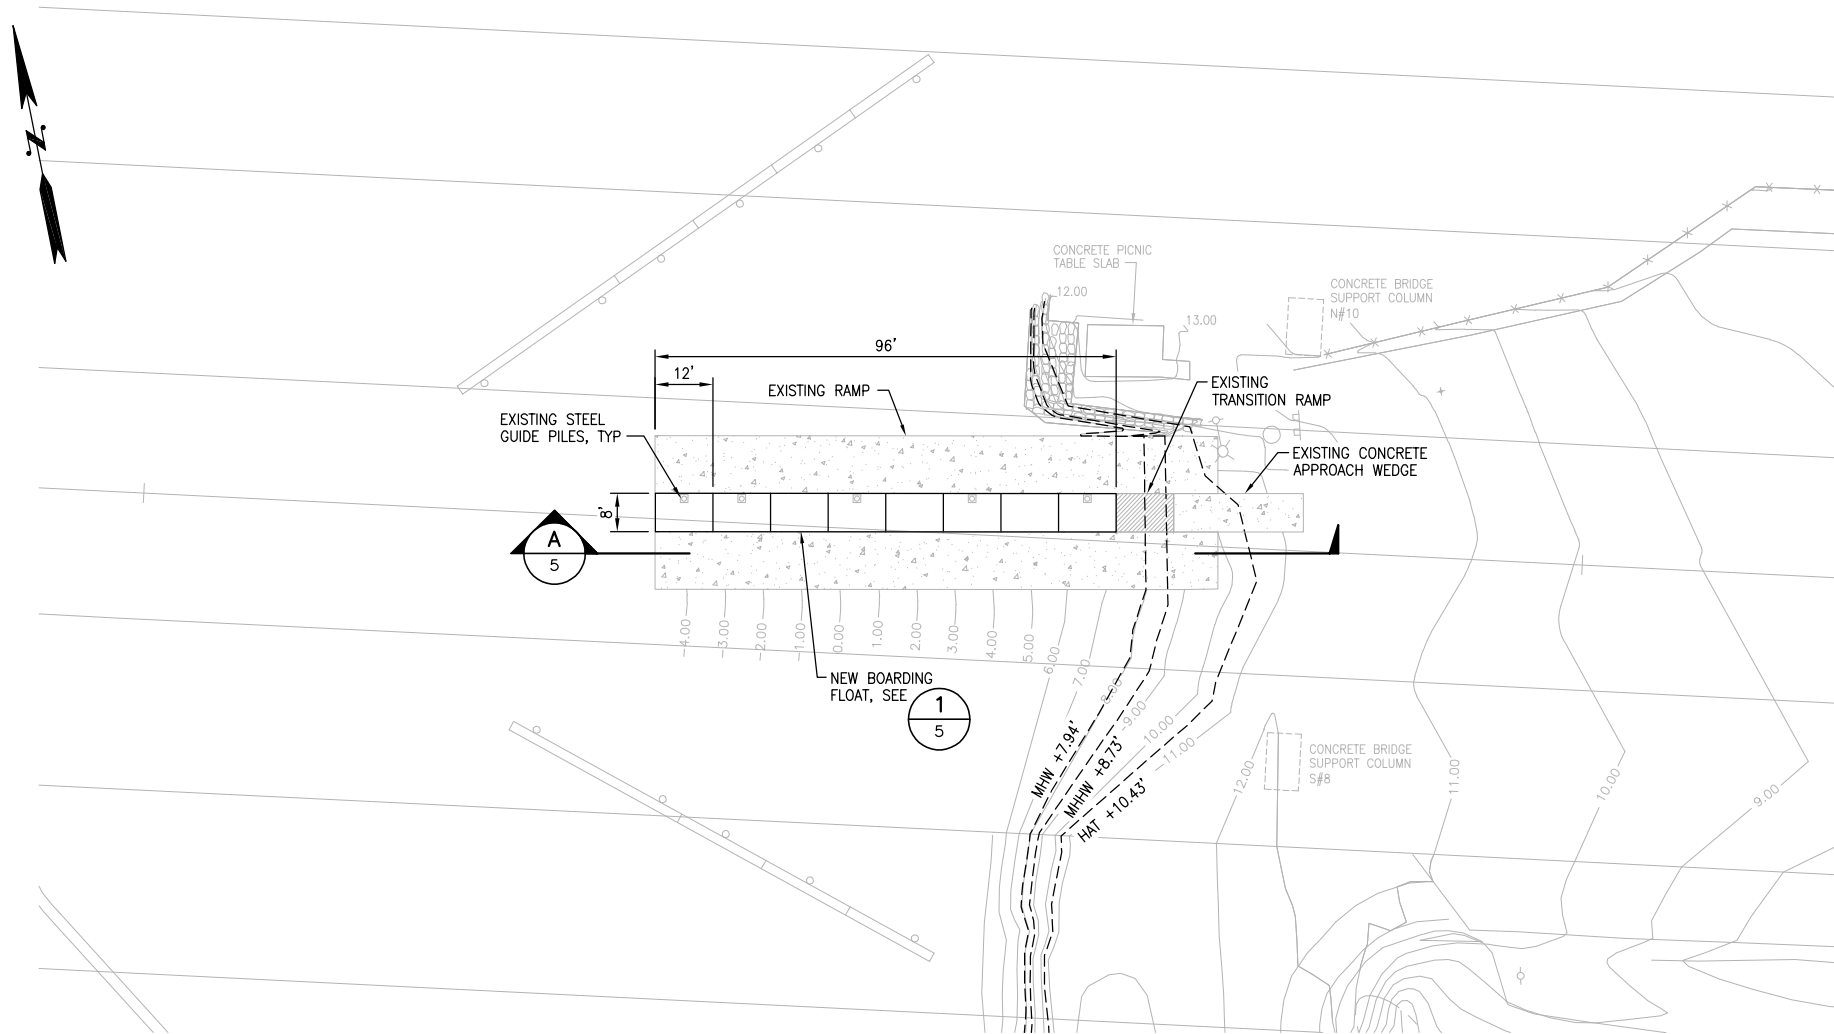 N
CONCRETE PICNIC
TABLE SLAB
12.00
13.00
CONCRETE BRIDGE
SUPPORT COLUMN
N#10
96'
12'
EXISTING RAMP
EXISTING
TRANSITION RAMP
EXISTING STEEL
GUIDE PILES, TYP
EXISTING CONCRETE
APPROACH WEDGE
8'
A
5
-4.00
-3.00
-2.00
-1.00
0.00
1.00
2.00
3.00
4.00
5.00
6.00
7.00
8.00
9.00
10.00
11.00
NEW BOARDING
FLOAT, SEE
1
5
MHW +7.94'
MHHW +8.73'
HAT +10.43'
12.00
CONCRETE BRIDGE
SUPPORT COLUMN
S#8
11.00
10.00
9.00